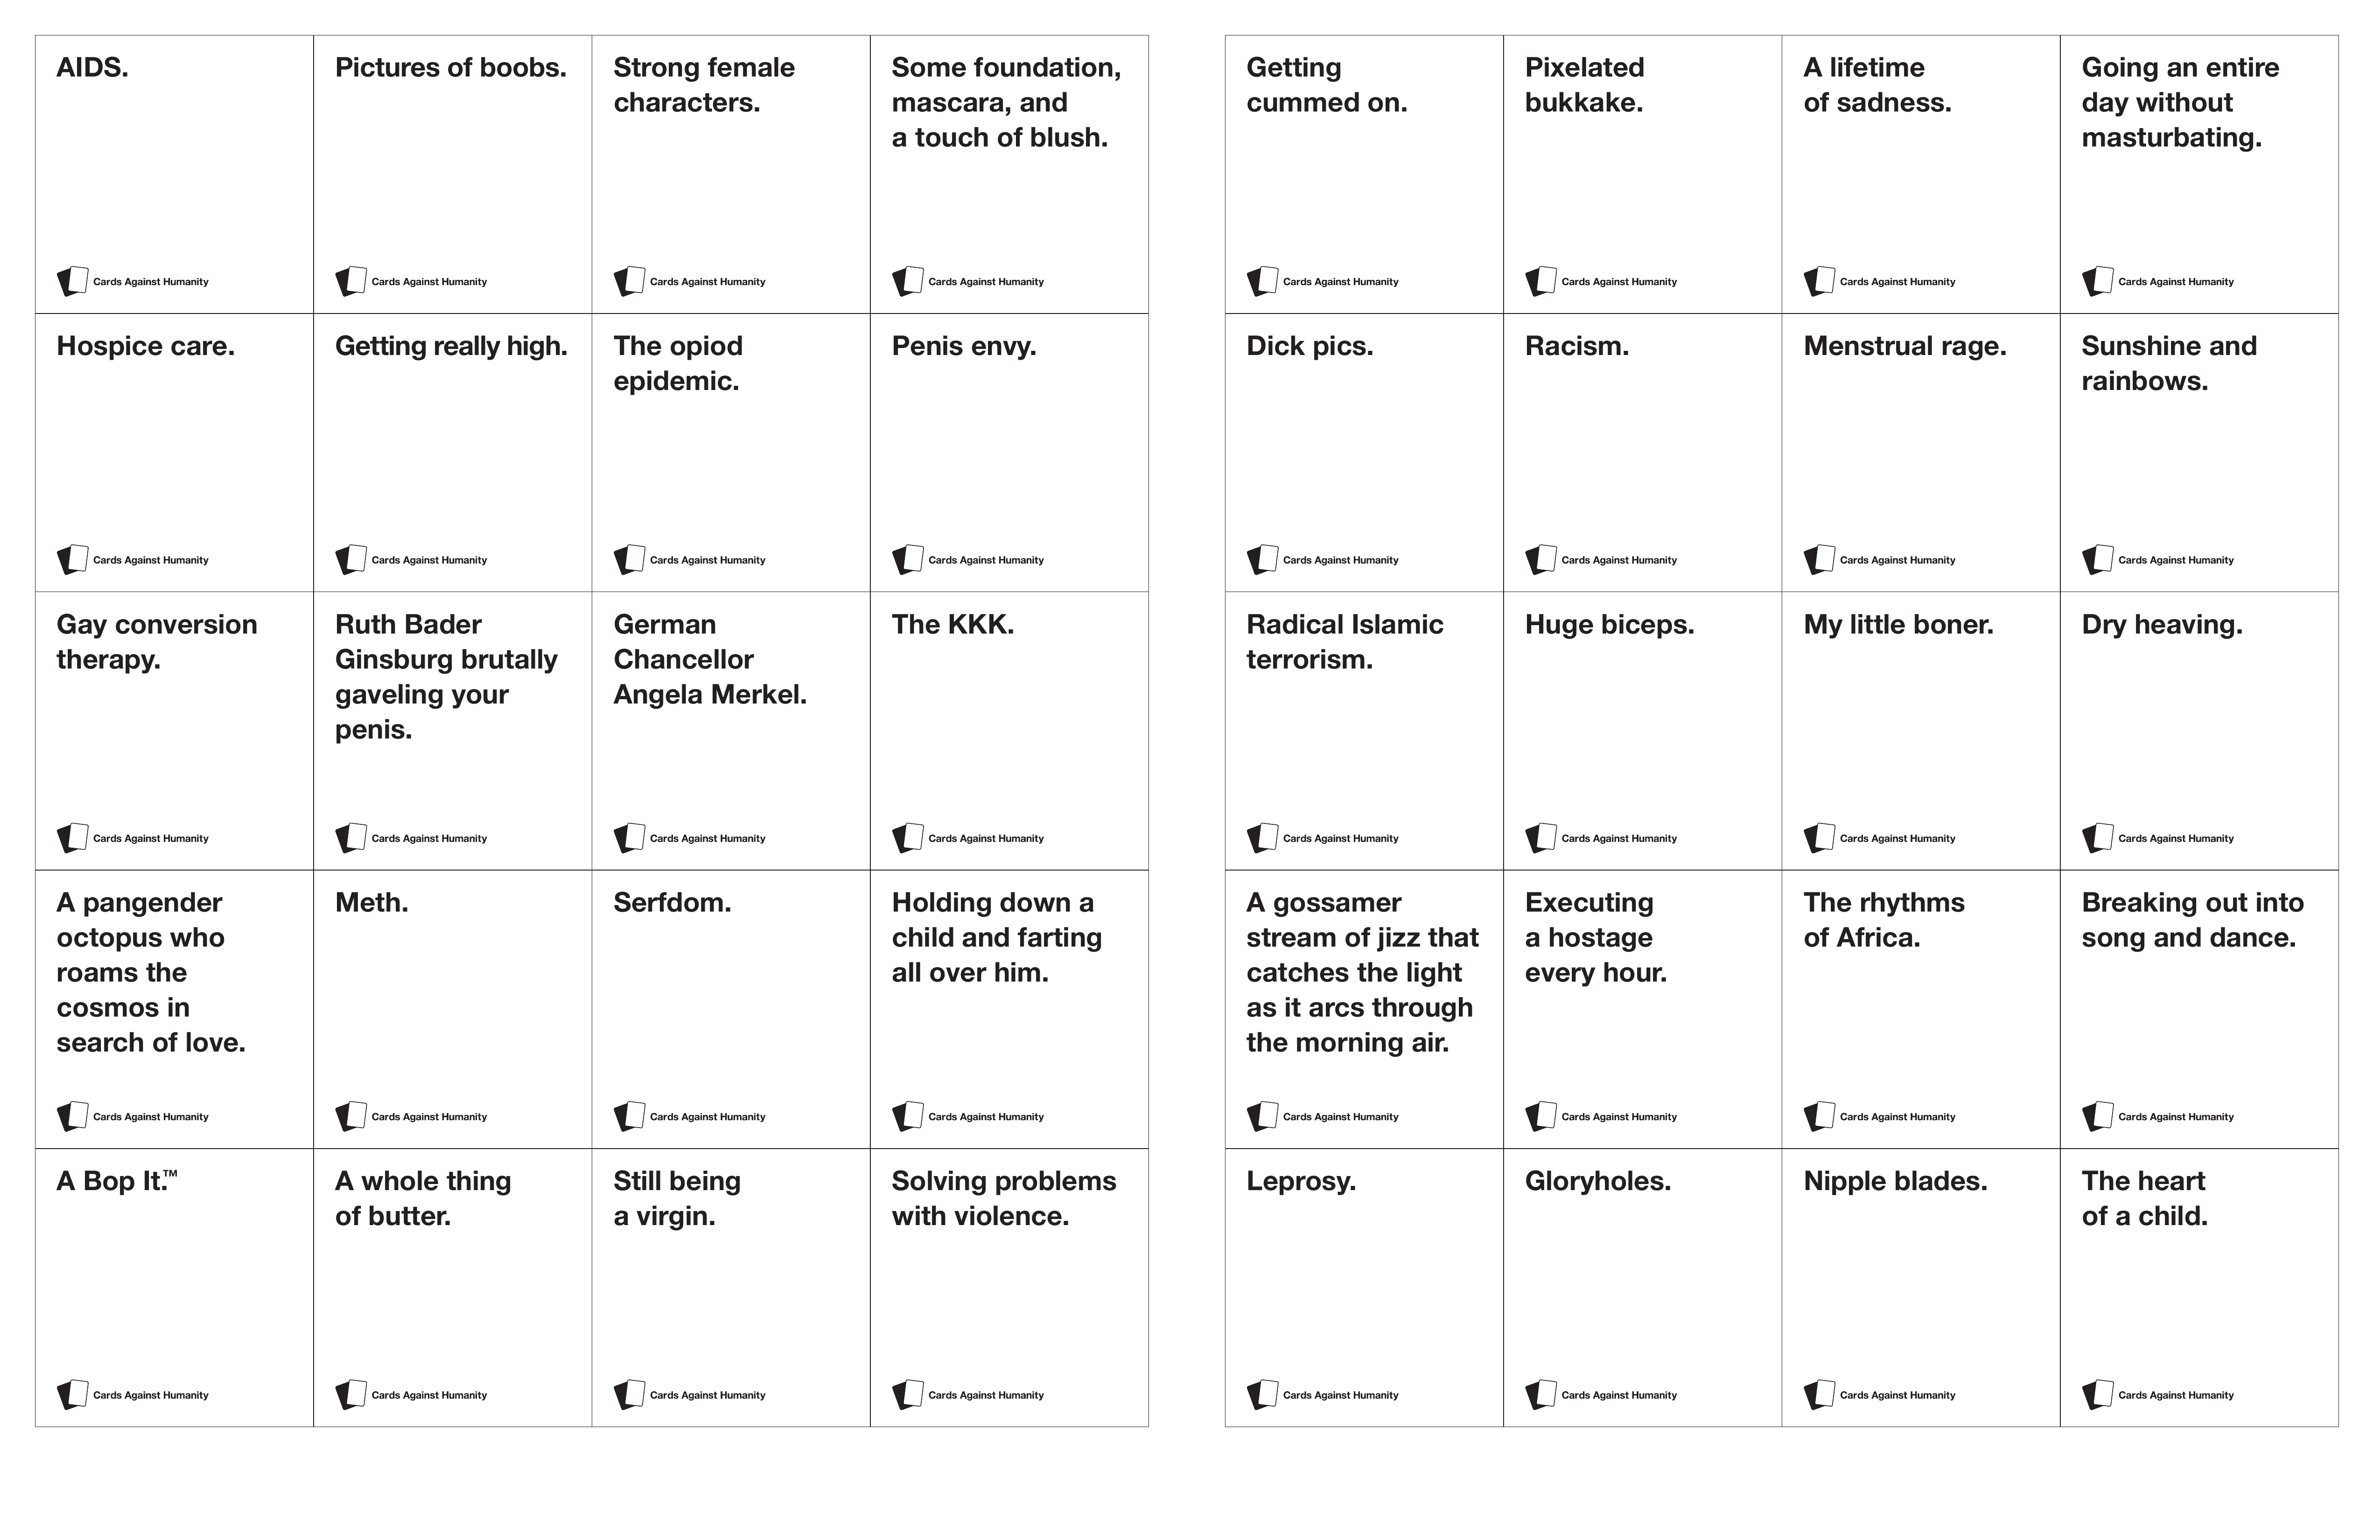 AIDS.
Cards Against Humanity
Pictures of boobs.
Cards Against Humanity
Strong female
characters.
Cards Against Humanity
Some foundation,
mascara, and
a touch of blush.
Cards Against Humanity
Hospice care.
Cards Against Humanity
Getting really high.
Cards Against Humanity
The opiod
epidemic.
Cards Against Humanity
Penis envy.
Cards Against Humanity
Gay conversion
therapy.
Cards Against Humanity
Ruth Bader
Ginsburg brutally
gaveling your
penis.
Cards Against Humanity
German
Chancellor
Angela Merkel.
Cards Against Humanity
The KKK.
Cards Against Humanity
A pangender
octopus who
roams the
cosmos in
search of love.
Cards Against Humanity
Meth.
Cards Against Humanity
Serfdom.
Cards Against Humanity
Holding down a
child and farting
all over him.
Cards Against Humanity
A Bop It.™
Cards Against Humanity
A whole thing
of butter.
Cards Against Humanity
Still being
a virgin.
Cards Against Humanity
Solving problems
with violence.
Cards Against Humanity
Getting
cummed on.
Cards Against Humanity
Pixelated
bukkake.
Cards Against Humanity
A lifetime
of sadness.
Cards Against Humanity
Going an entire
day without
masturbating.
Cards Against Humanity
Dick pics.
Cards Against Humanity
Racism.
Cards Against Humanity
Menstrual rage.
Cards Against Humanity
Sunshine and
rainbows.
Cards Against Humanity
Radical Islamic
terrorism.
Cards Against Humanity
Huge biceps.
Cards Against Humanity
My little boner.
Cards Against Humanity
Dry heaving.
Cards Against Humanity
A gossamer
stream of jizz that
catches the light
as it arcs through
the morning air.
Cards Against Humanity
Executing
a hostage
every hour.
Cards Against Humanity
The rhythms
of Africa.
Cards Against Humanity
Breaking out into
song and dance.
Cards Against Humanity
Leprosy.
Cards Against Humanity
Gloryholes.
Cards Against Humanity
Nipple blades.
Cards Against Humanity
The heart
of a child.
Cards Against Humanity